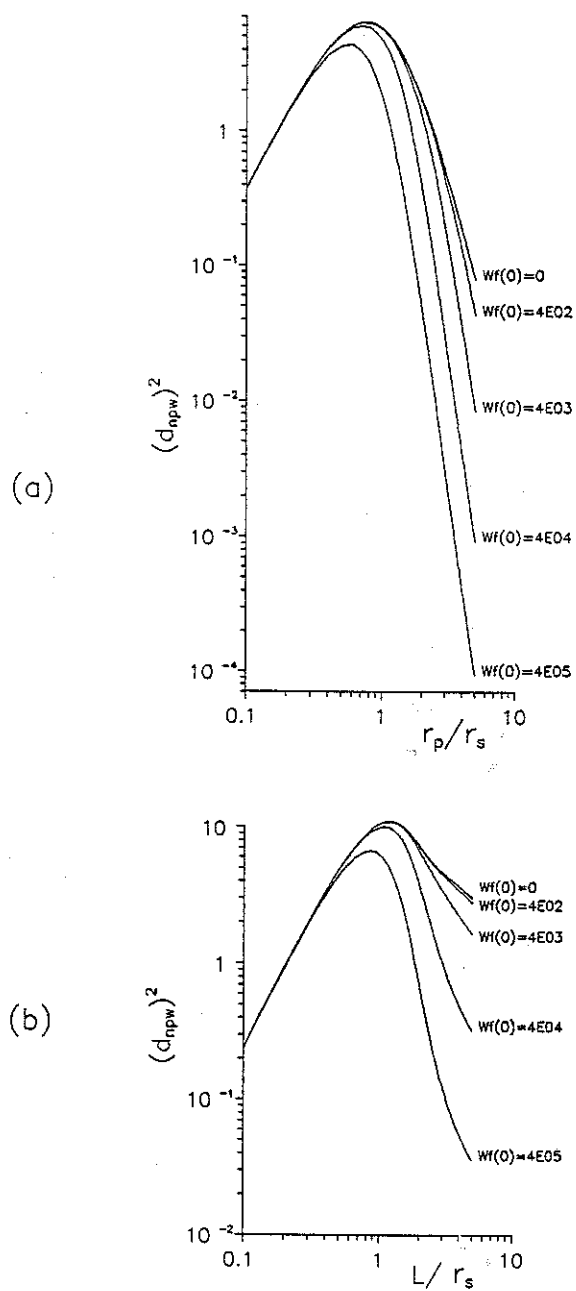 (a)
(d_npw)²
1
10⁻¹
10⁻²
10⁻³
10⁻⁴
Wf(0)=0
Wf(0)=4E02
Wf(0)=4E03
Wf(0)=4E04
Wf(0)=4E05
0.1
1
10
r_p/r_s
(b)
(d_npw)²
10
1
10⁻¹
10⁻²
Wf(0)=0
Wf(0)=4E02
Wf(0)=4E03
Wf(0)=4E04
Wf(0)=4E05
0.1
1
10
L/r_s